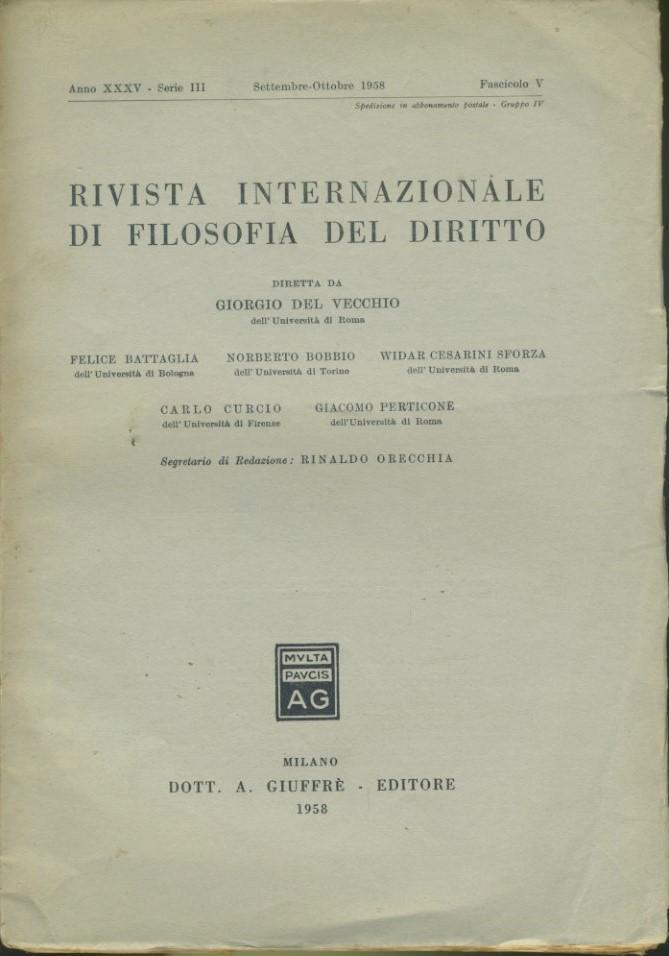 Anno XXXV - Serie III Settembre-Ottobre 1958 Fascicolo V
Spedizione in abbonamento postale - Gruppo IV
RIVISTA INTERNAZIONALE
DI FILOSOFIA DEL DIRITTO
DIRETTA DA
GIORGIO DEL VECCHIO
dell'Università di Roma
FELICE BATTAGLIA NORBERTO BOBBIO WIDAR CESARINI SFORZA
dell'Università di Bologna dell'Università di Torino dell'Università di Roma
CARLO CURCIO GIACOMO PERTICONE
dell'Università di Firenze dell'Università di Roma
Segretario di Redazione: RINALDO ORECCHIA
MVLTA
PAVCIS
AG
MILANO
DOTT. A. GIUFFRÈ - EDITORE
1958